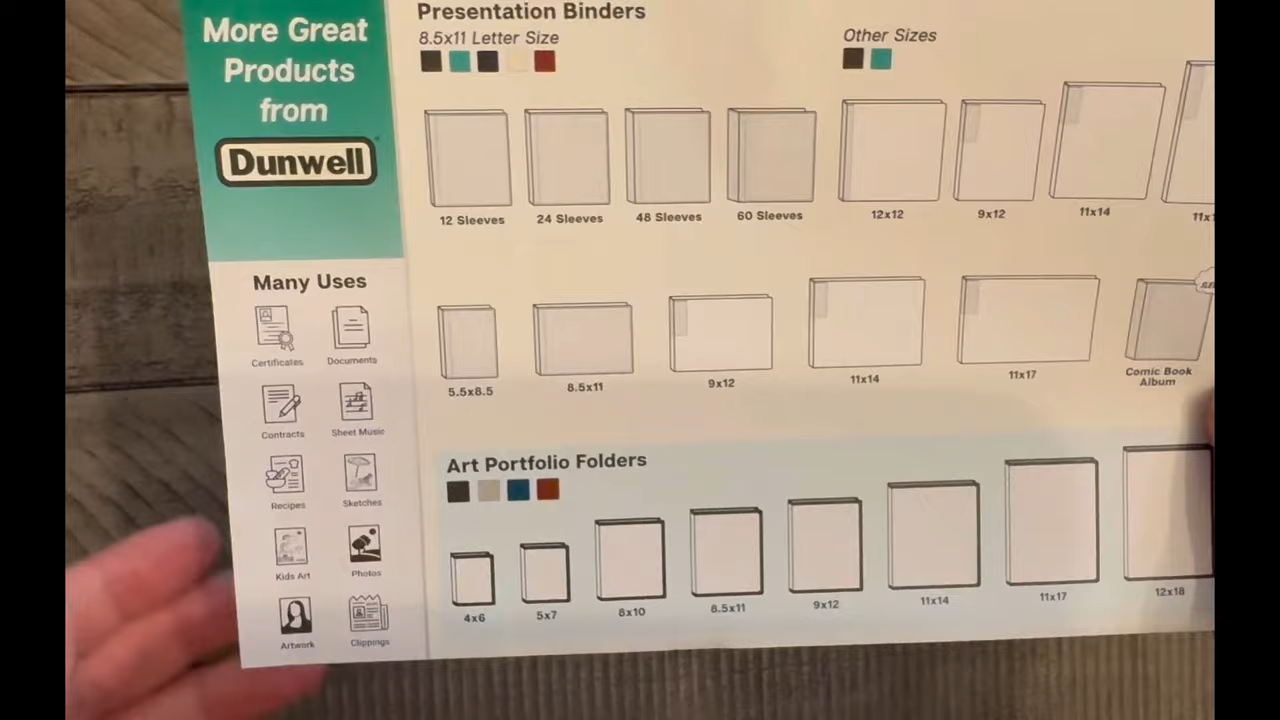 More Great
Products
from
Dunwell
Many Uses
Certificates
Documents
Contracts
Sheet Music
Recipes
Sketches
Kids Art
Photos
Artwork
Clippings
Presentation Binders
8.5x11 Letter Size
Other Sizes
12 Sleeves
24 Sleeves
48 Sleeves
60 Sleeves
12x12
9x12
11x14
5.5x8.5
8.5x11
9x12
11x14
11x17
Comic Book
Album
Art Portfolio Folders
4x6
5x7
8x10
8.5x11
9x12
11x14
11x17
12x18